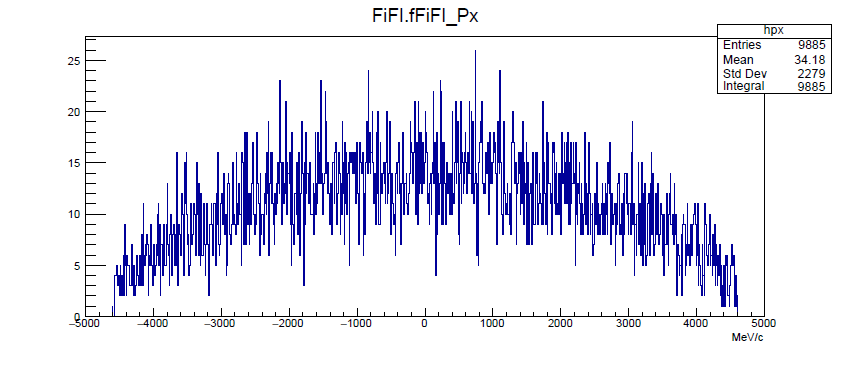 FiFI.fFiFI_Px
hpx
Entries 9885
Mean 34.18
Std Dev 2279
Integral 9885
25
20
15
10
5
0
−5000 −4000 −3000 −2000 −1000 0 1000 2000 3000 4000 5000
MeV/c